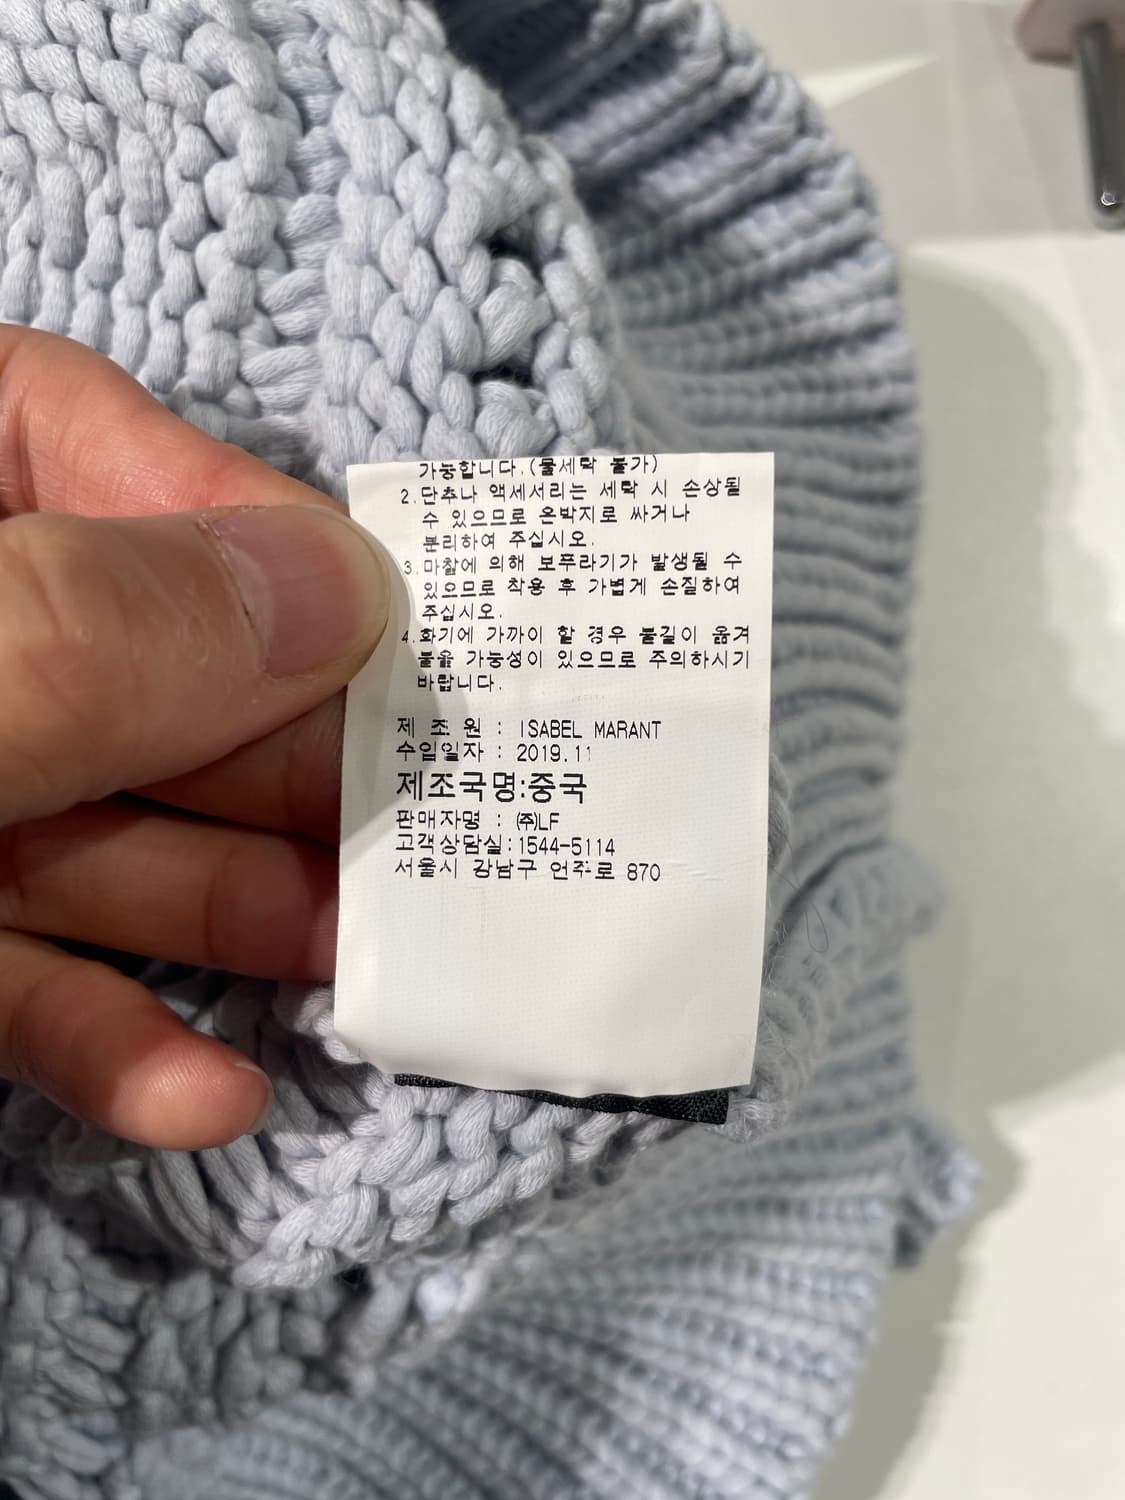 가능합니다.(물세탁 불가)
2.단추나 액세서리는 세탁 시 손상될
수 있으므로 은박지로 싸거나
분리하여 주십시오.
3.마찰에 의해 보푸라기가 발생될 수
있으므로 착용 후 가볍게 손질하여
주십시오.
4.화기에 가까이 할 경우 불길이 옮겨
붙을 가능성이 있으므로 주의하시기
바랍니다.
제 조 원 : ISABEL MARANT
수입일자 : 2019.11
제조국명:중국
판매자명 : ㈜LF
고객상담실:1544-5114
서울시 강남구 언주로 870